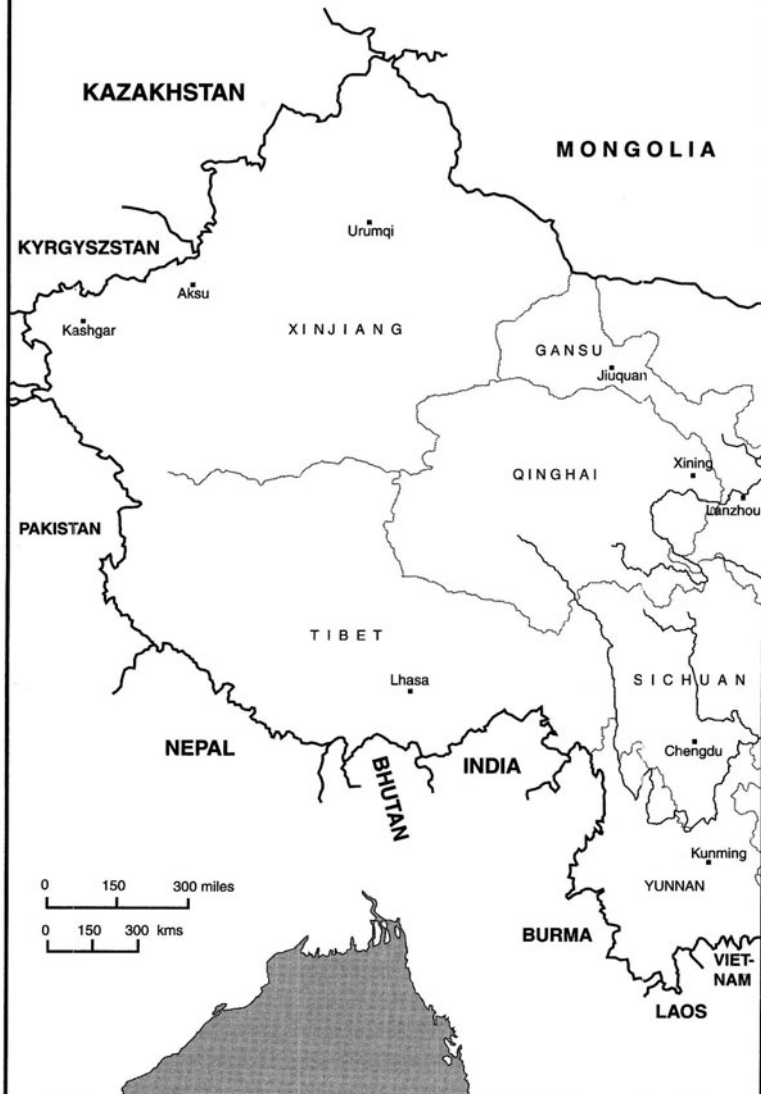 KAZAKHSTAN
MONGOLIA
Urumqi
KYRGYSZSTAN
Aksu
Kashgar
XINJIANG
GANSU
Jiuquan
Xining
QINGHAI
Lanzhou
PAKISTAN
TIBET
SICHUAN
Lhasa
Chengdu
NEPAL
INDIA
BHUTAN
Kunming
YUNNAN
0 150 300 miles
0 150 300 kms
BURMA
VIET-
NAM
LAOS